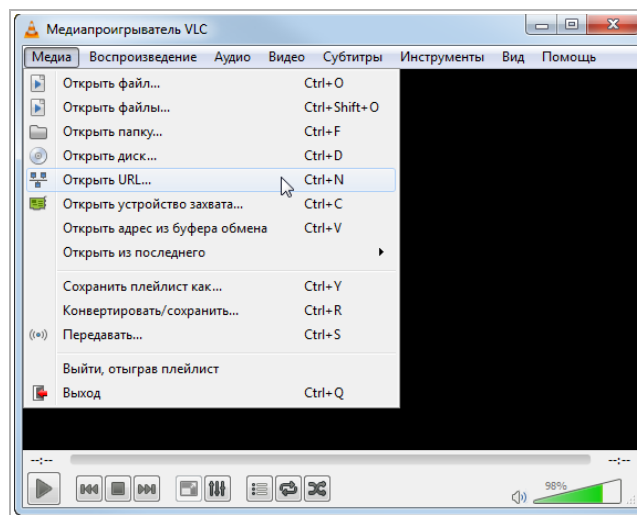 Медиапроигрыватель VLC
Медиа Воспроизведение Аудио Видео Субтитры Инструменты Вид Помощь
Открыть файл... Ctrl+O
Открыть файлы... Ctrl+Shift+O
Открыть папку... Ctrl+F
Открыть диск... Ctrl+D
Открыть URL... Ctrl+N
Открыть устройство захвата... Ctrl+C
Открыть адрес из буфера обмена Ctrl+V
Открыть из последнего
Сохранить плейлист как... Ctrl+Y
Конвертировать/сохранить... Ctrl+R
Передавать... Ctrl+S
Выйти, отыграв плейлист
Выход Ctrl+Q
--:-- --:--
98%